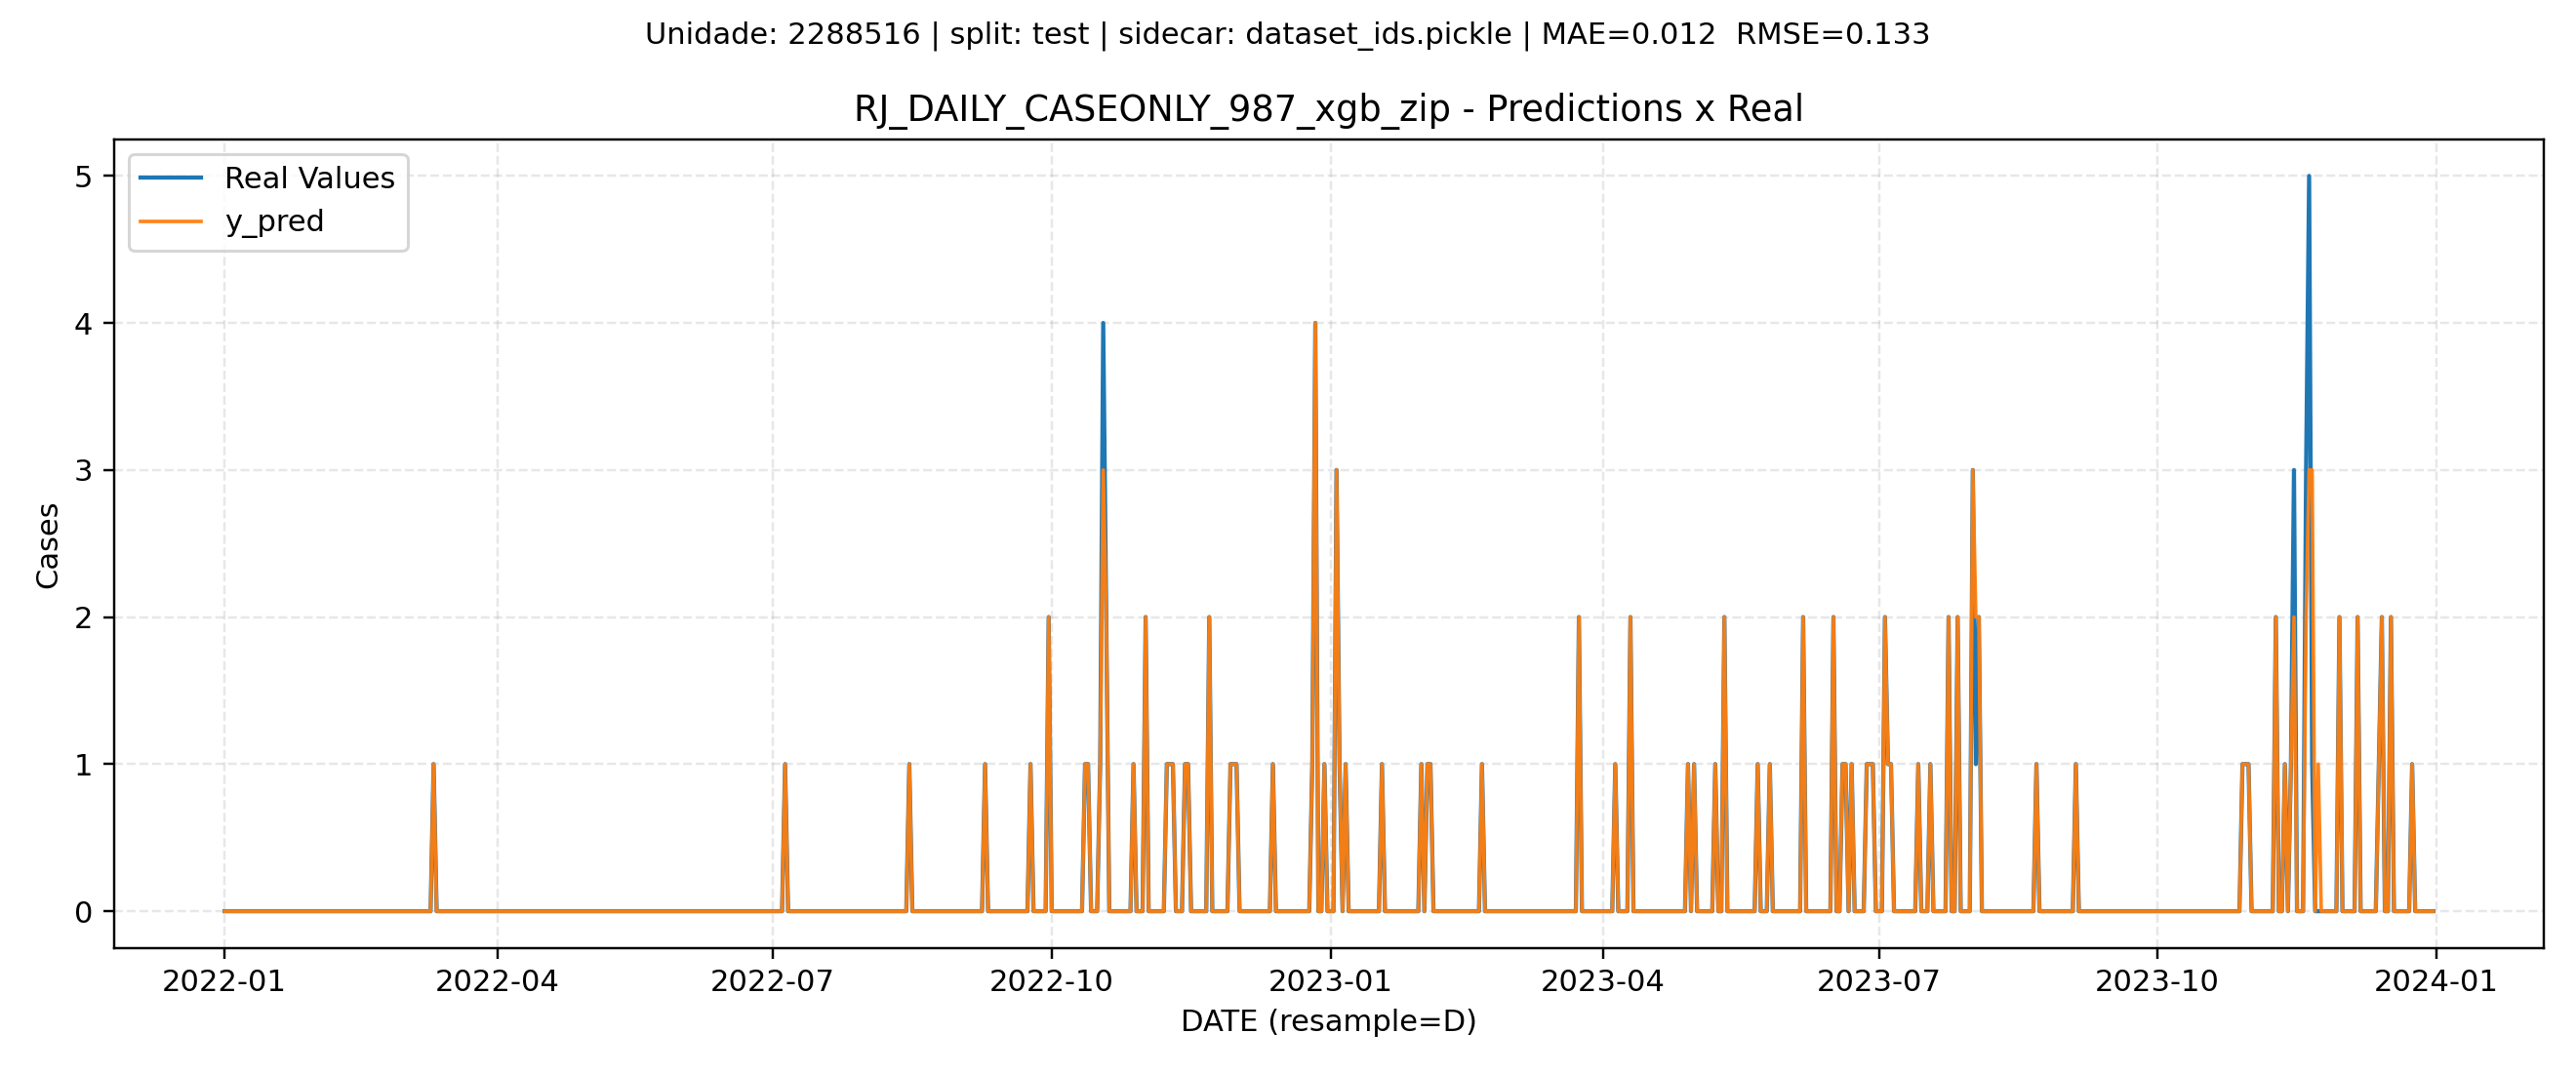 Unidade: 2288516 | split: test | sidecar: dataset_ids.pickle | MAE=0.012  RMSE=0.133
RJ_DAILY_CASEONLY_987_xgb_zip - Predictions x Real
Real Values
y_pred
5
4
3
2
1
0
Cases
2022-01 2022-04 2022-07 2022-10 2023-01 2023-04 2023-07 2023-10 2024-01
DATE (resample=D)